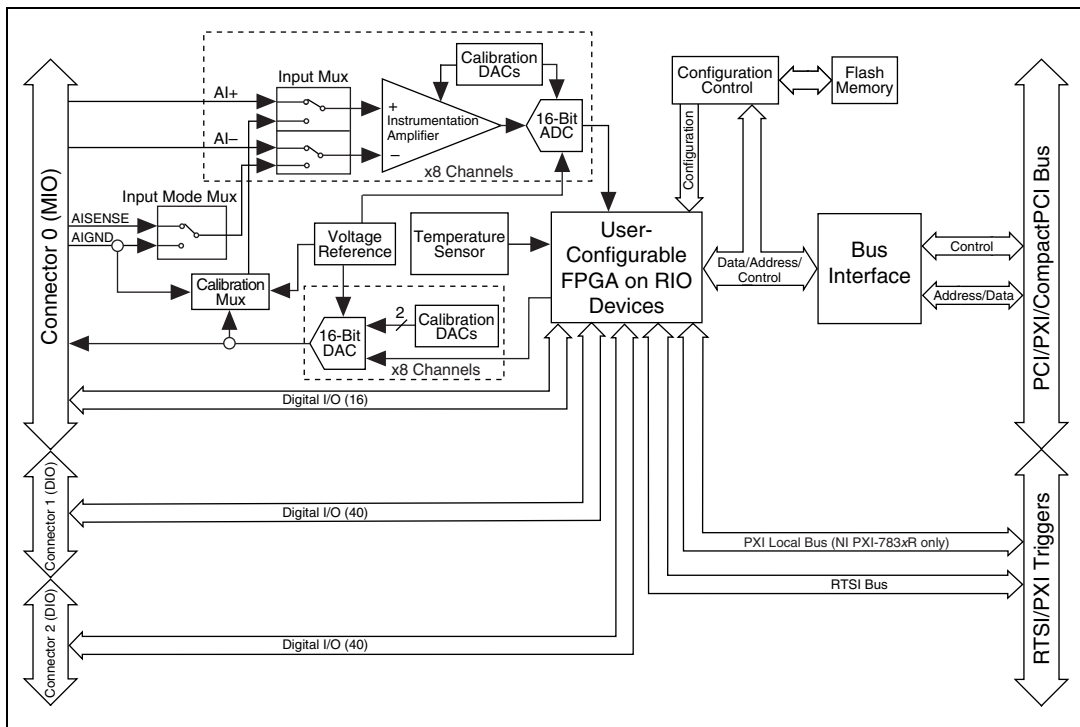 Connector 0 (MIO)
Connector 1 (DIO)
Connector 2 (DIO)
AI+
AI–
AISENSE
AIGND
Input Mux
Input Mode Mux
+
Instrumentation
Amplifier
–
Calibration
DACs
16-Bit
ADC
x8 Channels
Calibration
Mux
Voltage
Reference
Temperature
Sensor
16-Bit
DAC
2
Calibration
DACs
x8 Channels
Configuration
Control
Flash
Memory
Configuration
User-
Configurable
FPGA on RIO
Devices
Data/Address/
Control
Bus
Interface
Control
Address/Data
PCI/PXI/CompactPCI Bus
Digital I/O (16)
Digital I/O (40)
Digital I/O (40)
PXI Local Bus (NI PXI-783xR only)
RTSI Bus
RTSI/PXI Triggers